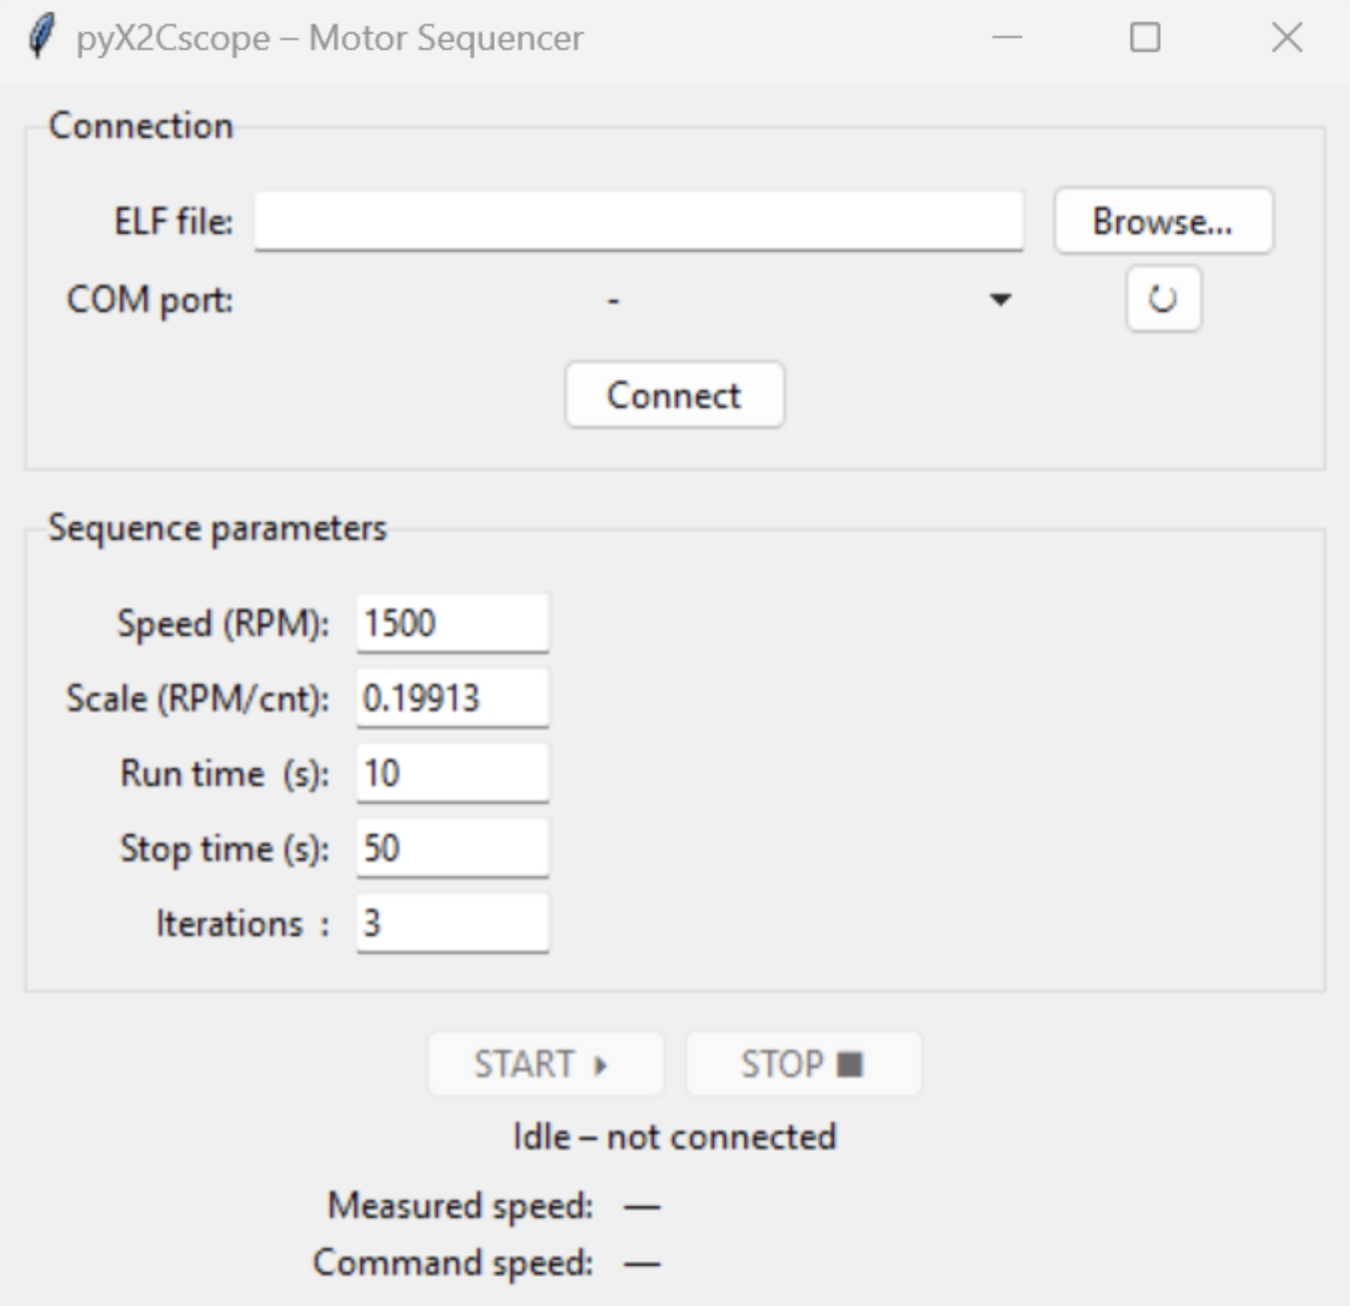 pyX2Cscope – Motor Sequencer
Connection
ELF file:
Browse...
COM port: -
Connect
Sequence parameters
Speed (RPM): 1500
Scale (RPM/cnt): 0.19913
Run time  (s): 10
Stop time (s): 50
Iterations  : 3
START ▶ STOP ■
Idle – not connected
Measured speed: —
Command speed: —